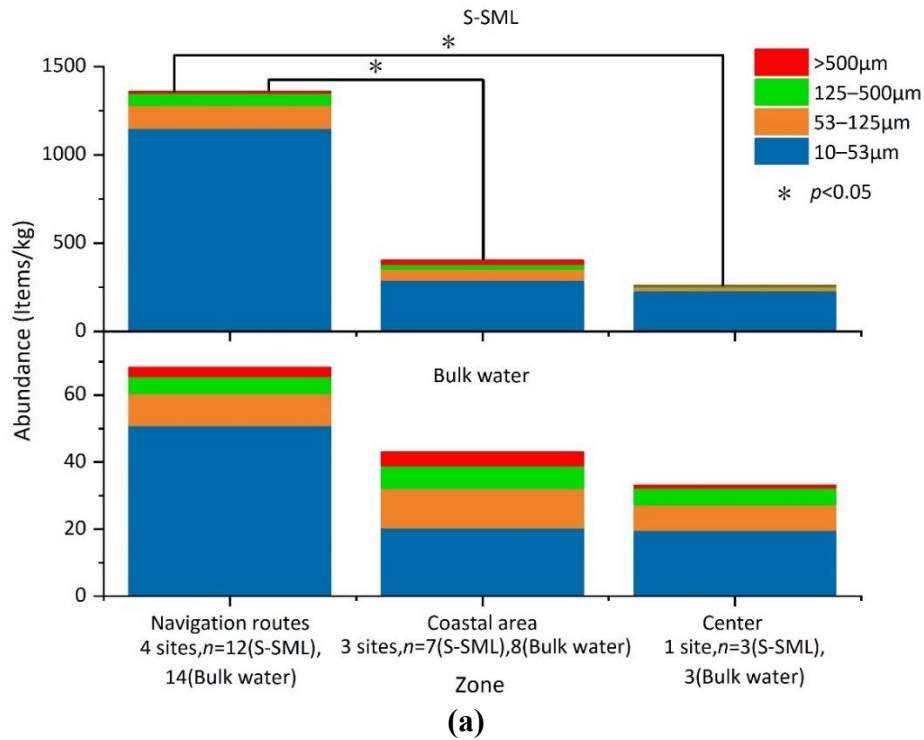 S-SML
*
*
>500μm
125–500μm
53–125μm
10–53μm
* p<0.05
1500
1000
500
0
Abundance (Items/kg)
Bulk water
60
40
20
0
Navigation routes
4 sites,n=12(S-SML),
14(Bulk water)
Coastal area
3 sites,n=7(S-SML),8(Bulk water)
Center
1 site,n=3(S-SML),
3(Bulk water)
Zone
(a)